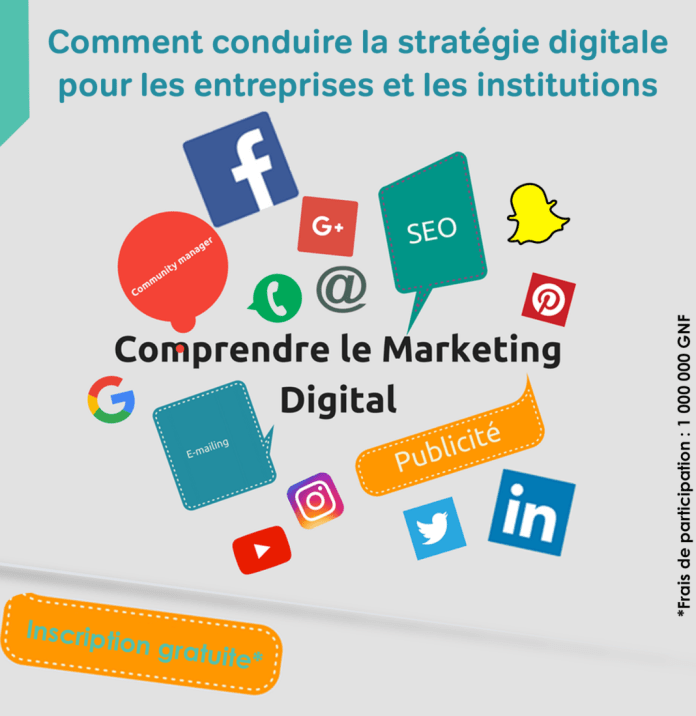 Comment conduire la stratégie digitale
pour les entreprises et les institutions
f
G+
SEO
Community manager
@
Comprendre le Marketing
Digital
G
E-mailing
Publicité
in
Inscription gratuite*
*Frais de participation : 1 000 000 GNF